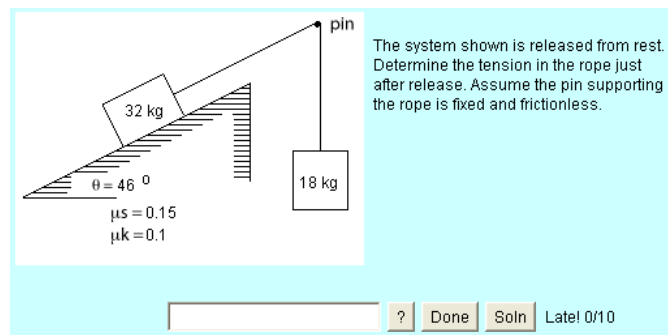 pin
The system shown is released from rest.
Determine the tension in the rope just
after release. Assume the pin supporting
the rope is fixed and frictionless.
32 kg
18 kg
θ = 46 º
μs = 0.15
μk = 0.1
? Done Soln Late! 0/10